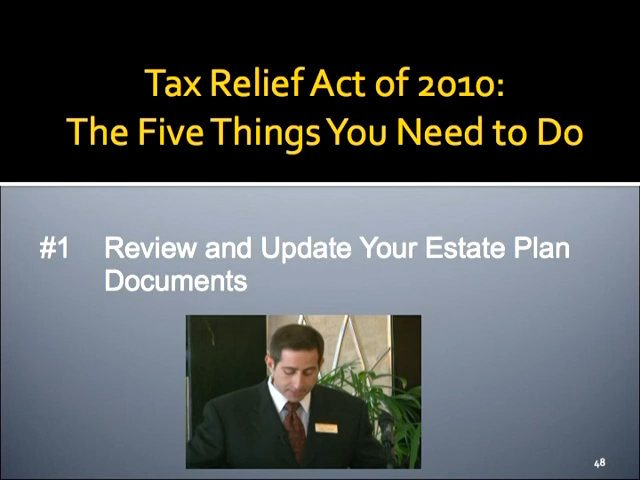 Tax Relief Act of 2010:
The Five Things You Need to Do
#1 Review and Update Your Estate Plan
Documents
48